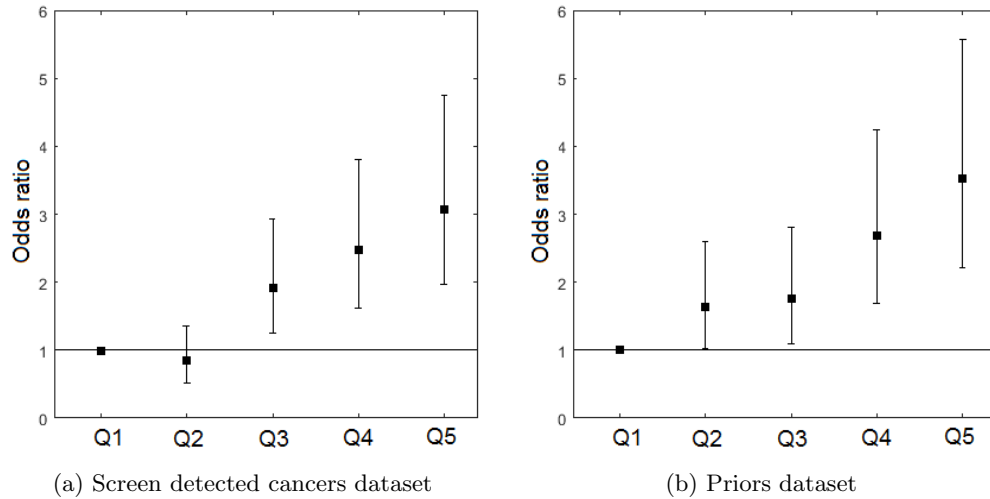 6
5
4
3
2
1
0
Odds ratio
Q1 Q2 Q3 Q4 Q5
(a) Screen detected cancers dataset
6
5
4
3
2
1
0
Odds ratio
Q1 Q2 Q3 Q4 Q5
(b) Priors dataset